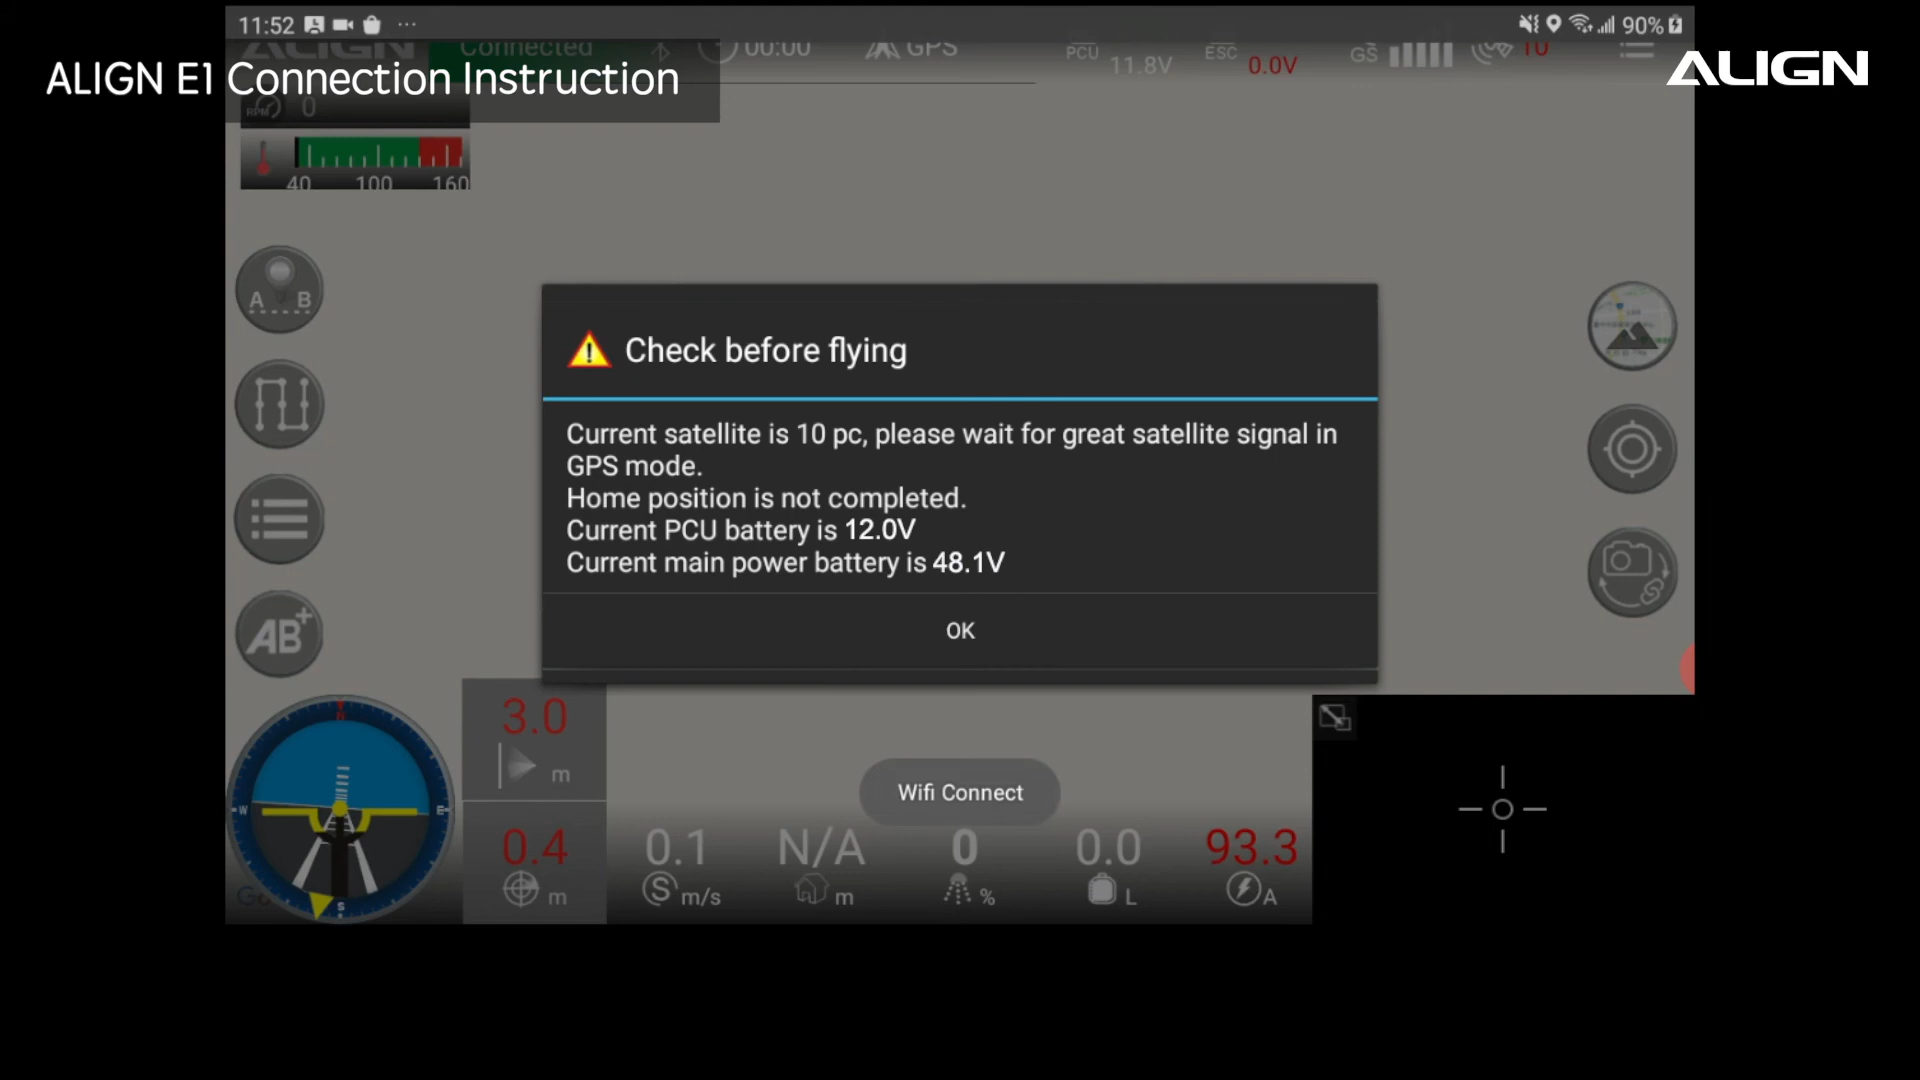 11:52
90%
ALIGN
Connected
00:00
GPS
PCU
11.8V
ESC
0.0V
GS
10
ALIGN E1 Connection Instruction
ALIGN
RPM
0
40 100 160
A B
Check before flying
Current satellite is 10 pc, please wait for great satellite signal in
GPS mode.
Home position is not completed.
Current PCU battery is 12.0V
Current main power battery is 48.1V
OK
AB+
3.0
m
Wifi Connect
W
E
S
0.4
m
0.1
S m/s
N/A
m
0
%
0.0
L
93.3
A